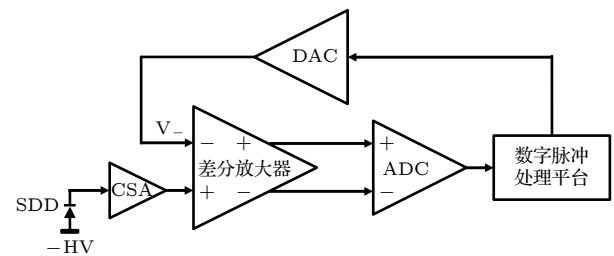 DAC
V−
− +
差分放大器
+ −
+
ADC
−
数字脉冲
处理平台
CSA
SDD
−HV